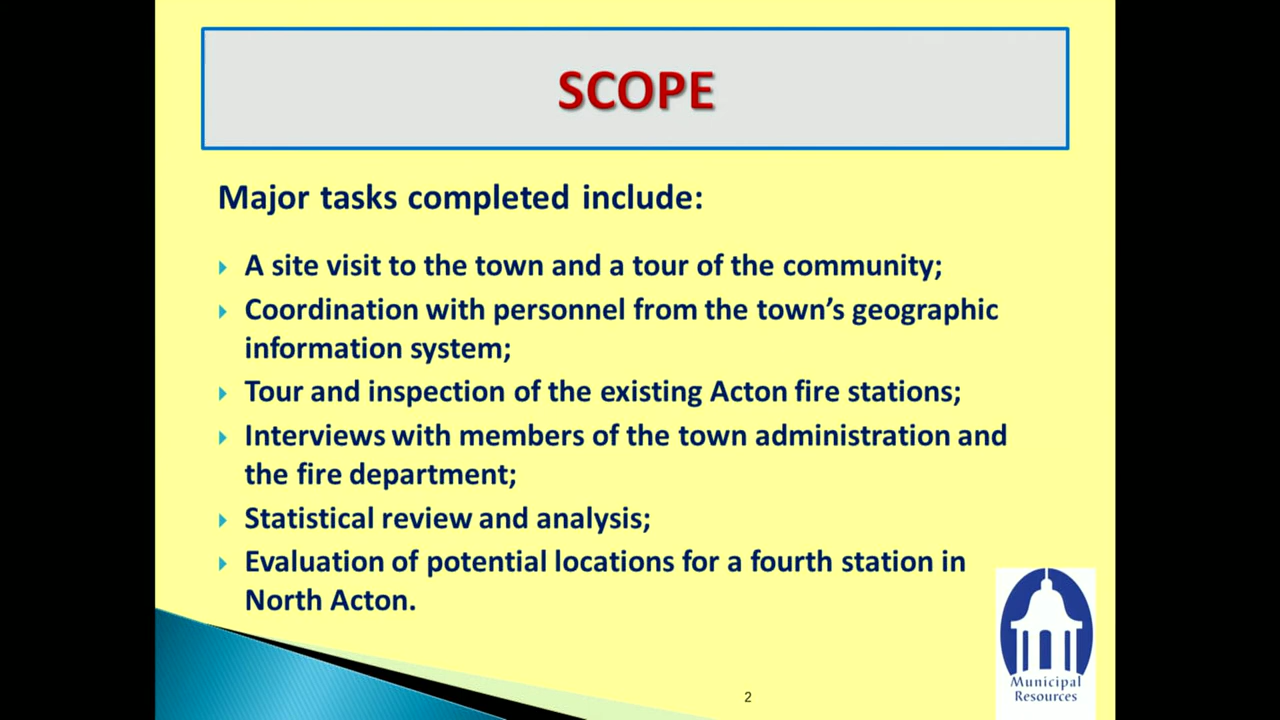 SCOPE
Major tasks completed include:
A site visit to the town and a tour of the community;
Coordination with personnel from the town’s geographic
information system;
Tour and inspection of the existing Acton fire stations;
Interviews with members of the town administration and
the fire department;
Statistical review and analysis;
Evaluation of potential locations for a fourth station in
North Acton.
Municipal
Resources
2